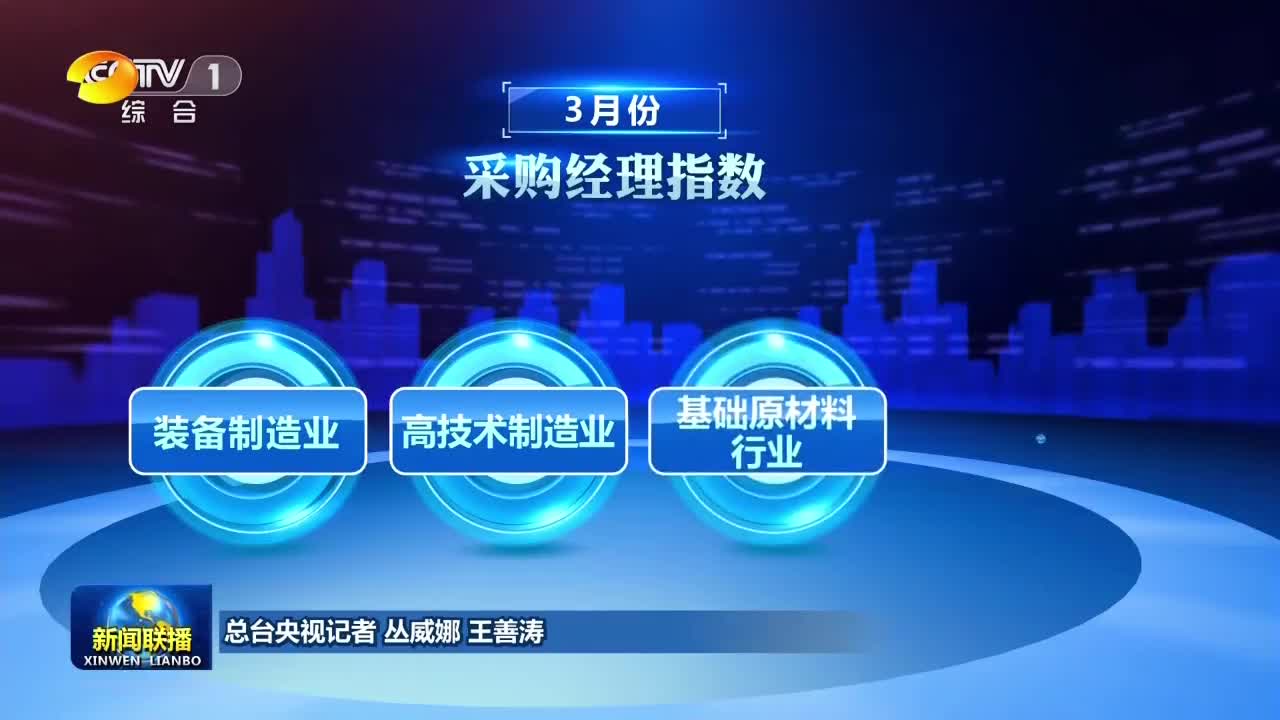 CCTV 1
综合
3月份
采购经理指数
装备制造业
高技术制造业
基础原材料
行业
总台央视记者 丛威娜 王善涛
新闻联播
XINWEN LIANBO